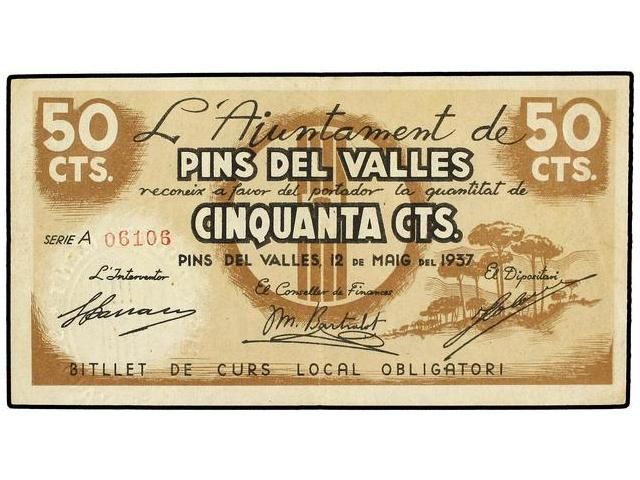 50 CTS.
L'Ajuntament de
50 CTS.
PINS DEL VALLES
reconeix a favor del portador la quantitat de
CINQUANTA CTS.
SERIE A 06106
PINS DEL VALLES, 12 DE MAIG DEL 1937
L'Interventor
El Conseller de Finances
El Dipositari
M. Bartralot
BITLLET DE CURS LOCAL OBLIGATORI